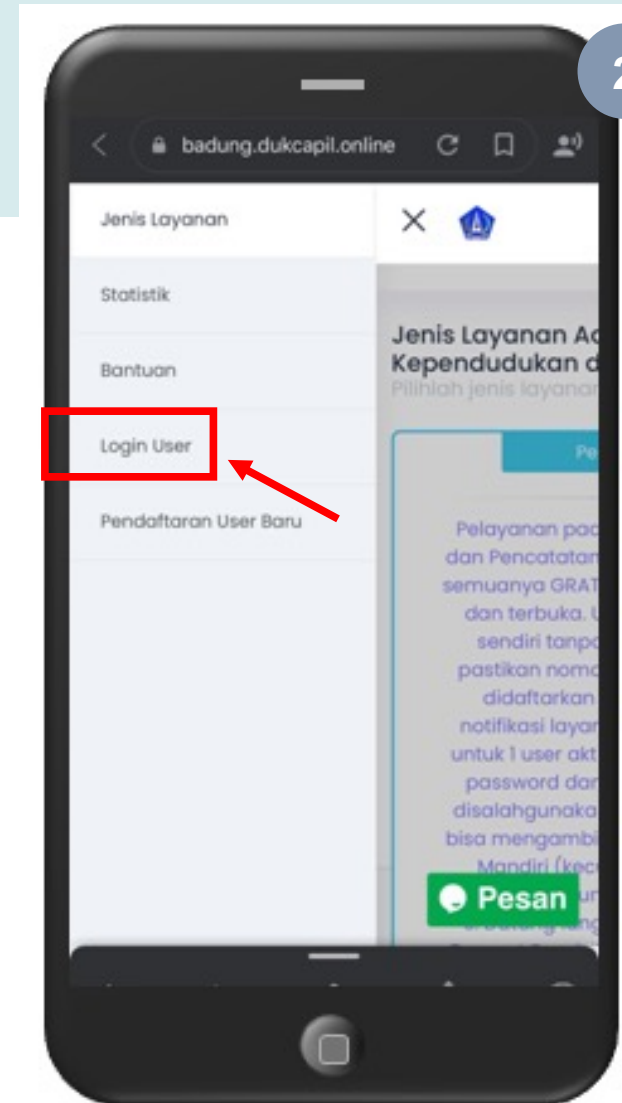 2
badung.dukcapil.online
Jenis Layanan
Statistik
Bantuan
Login User
Pendaftaran User Baru
Jenis Layanan Ad
Kependudukan d
Pilihlah jenis layanan
Pe
Pelayanan pad
dan Pencatatan
semuanya GRAT
dan terbuka. U
sendiri tanpa
pastikan nomo
didaftarkan
notifikasi layan
untuk 1 user akt
password dan
disalahgunaka
bisa mengambi
Mandiri (kec
Pesan